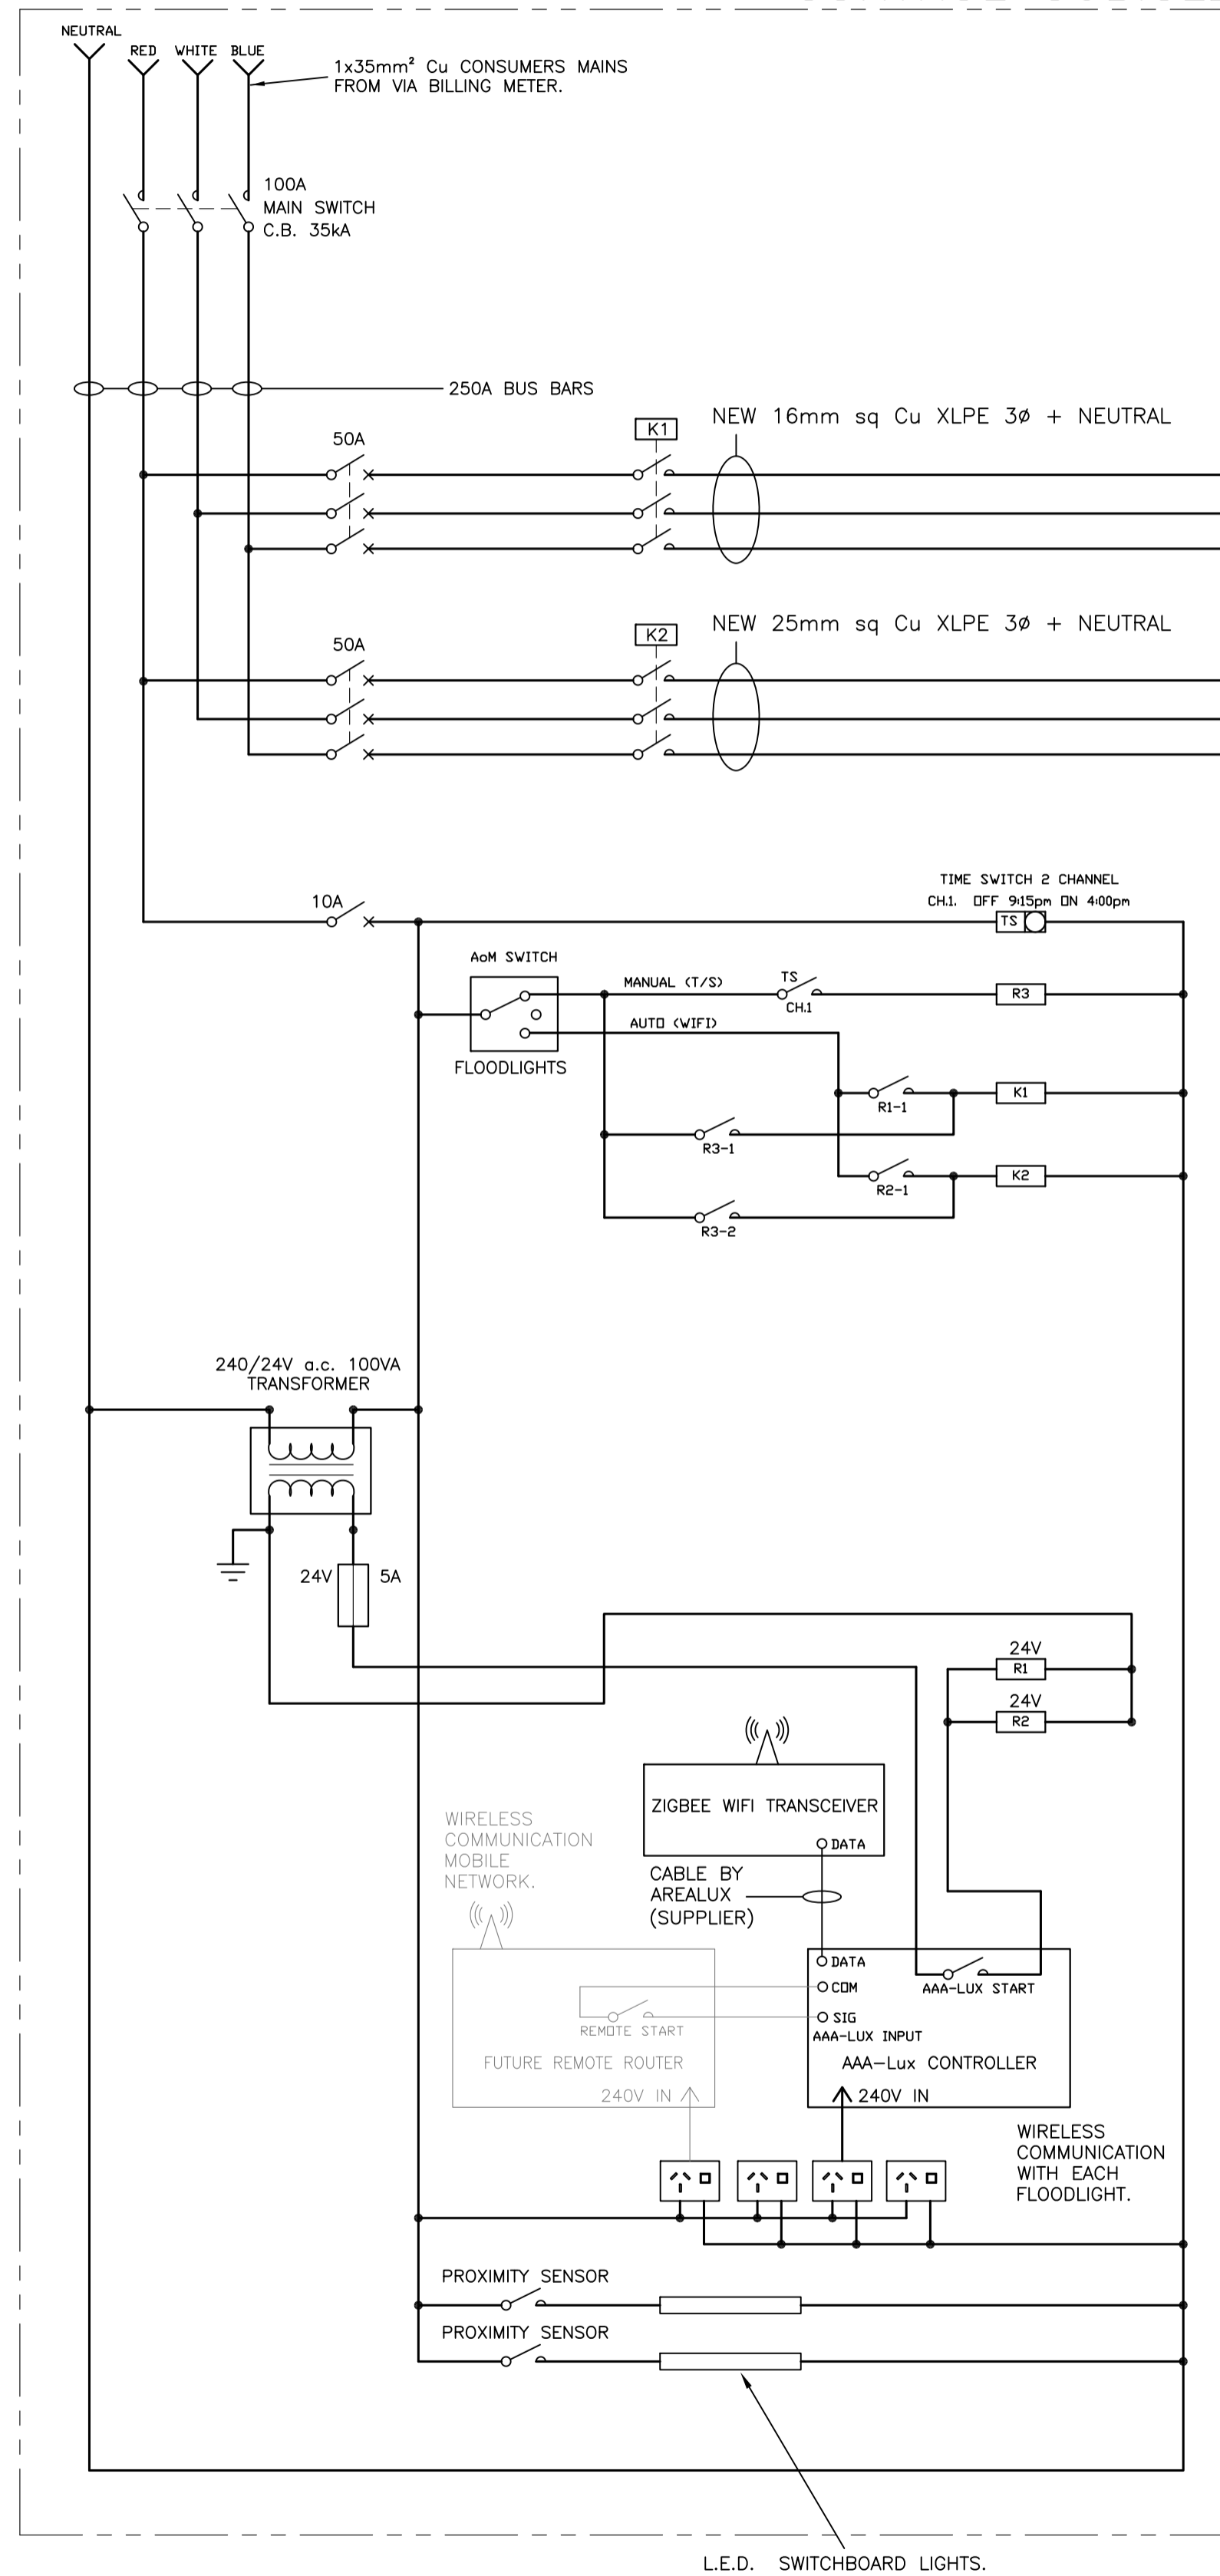 NEUTRAL
RED WHITE BLUE
1x35mm² Cu CONSUMERS MAINS
FROM VIA BILLING METER.
100A
MAIN SWITCH
C.B. 35kA
250A BUS BARS
50A
K1
NEW 16mm sq Cu XLPE 3ø + NEUTRAL
50A
K2
NEW 25mm sq Cu XLPE 3ø + NEUTRAL
10A
TIME SWITCH 2 CHANNEL
CH.1. OFF 9:15pm ON 4:00pm
TS
AoM SWITCH
MANUAL (T/S)
TS
CH.1
R3
AUTO (WIFI)
FLOODLIGHTS
R1-1
K1
R3-1
R2-1
K2
R3-2
240/24V a.c. 100VA
TRANSFORMER
24V
5A
24V
R1
24V
R2
ZIGBEE WIFI TRANSCEIVER
DATA
WIRELESS
COMMUNICATION
MOBILE
NETWORK.
CABLE BY
AREALUX
(SUPPLIER)
DATA
COM
AAA-LUX START
SIG
REMOTE START
AAA-LUX INPUT
FUTURE REMOTE ROUTER
AAA-Lux CONTROLLER
240V IN
240V IN
WIRELESS
COMMUNICATION
WITH EACH
FLOODLIGHT.
PROXIMITY SENSOR
PROXIMITY SENSOR
L.E.D. SWITCHBOARD LIGHTS.